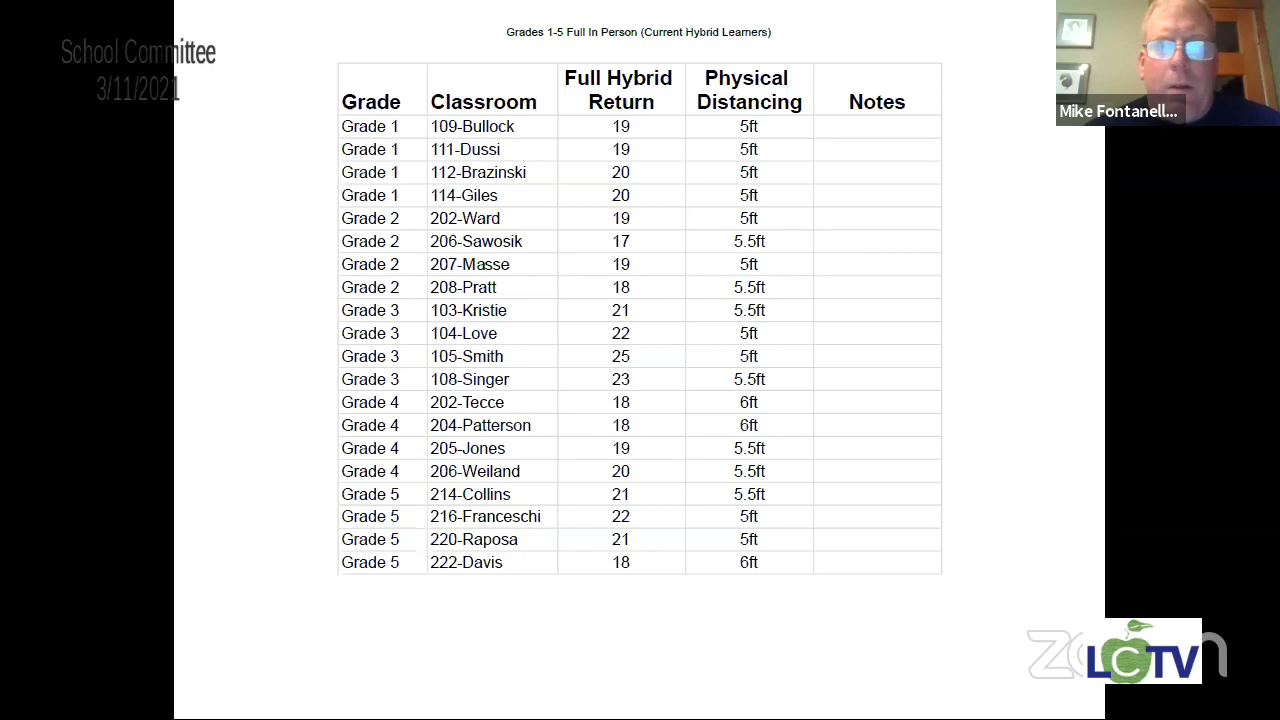 Grades 1-5 Full In Person (Current Hybrid Learners)
School Committee
3/11/2021
Mike Fontanell...
Grade Classroom Full Hybrid Return Physical Distancing Notes
Grade 1 109-Bullock 19 5ft
Grade 1 111-Dussi 19 5ft
Grade 1 112-Brazinski 20 5ft
Grade 1 114-Giles 20 5ft
Grade 2 202-Ward 19 5ft
Grade 2 206-Sawosik 17 5.5ft
Grade 2 207-Masse 19 5ft
Grade 2 208-Pratt 18 5.5ft
Grade 3 103-Kristie 21 5.5ft
Grade 3 104-Love 22 5ft
Grade 3 105-Smith 25 5ft
Grade 3 108-Singer 23 5.5ft
Grade 4 202-Tecce 18 6ft
Grade 4 204-Patterson 18 6ft
Grade 4 205-Jones 19 5.5ft
Grade 4 206-Weiland 20 5.5ft
Grade 5 214-Collins 21 5.5ft
Grade 5 216-Franceschi 22 5ft
Grade 5 220-Raposa 21 5ft
Grade 5 222-Davis 18 6ft
LCTV